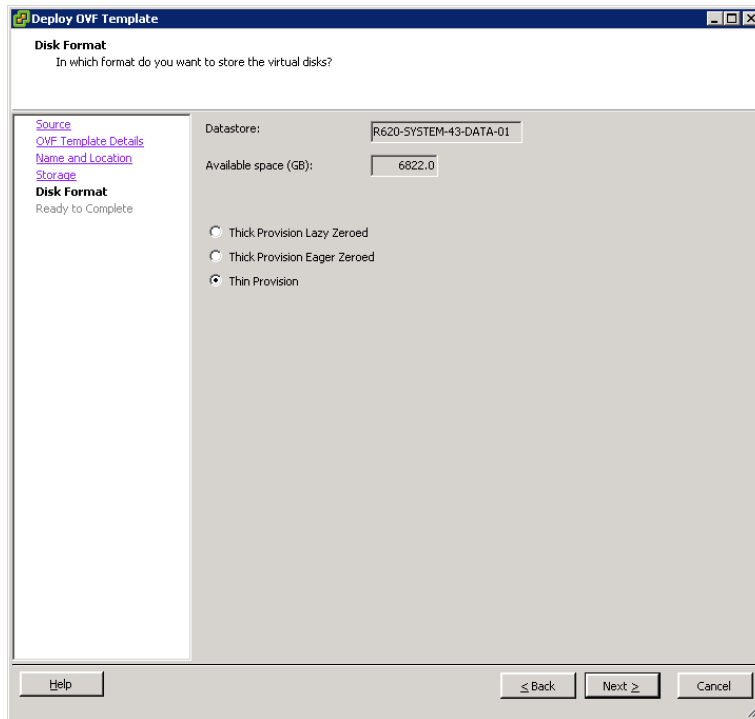 Deploy OVF Template
Disk Format
In which format do you want to store the virtual disks?
Source
OVF Template Details
Name and Location
Storage
Disk Format
Ready to Complete
Datastore:
R620-SYSTEM-43-DATA-01
Available space (GB):
6822.0
Thick Provision Lazy Zeroed
Thick Provision Eager Zeroed
Thin Provision
Help
< Back
Next >
Cancel